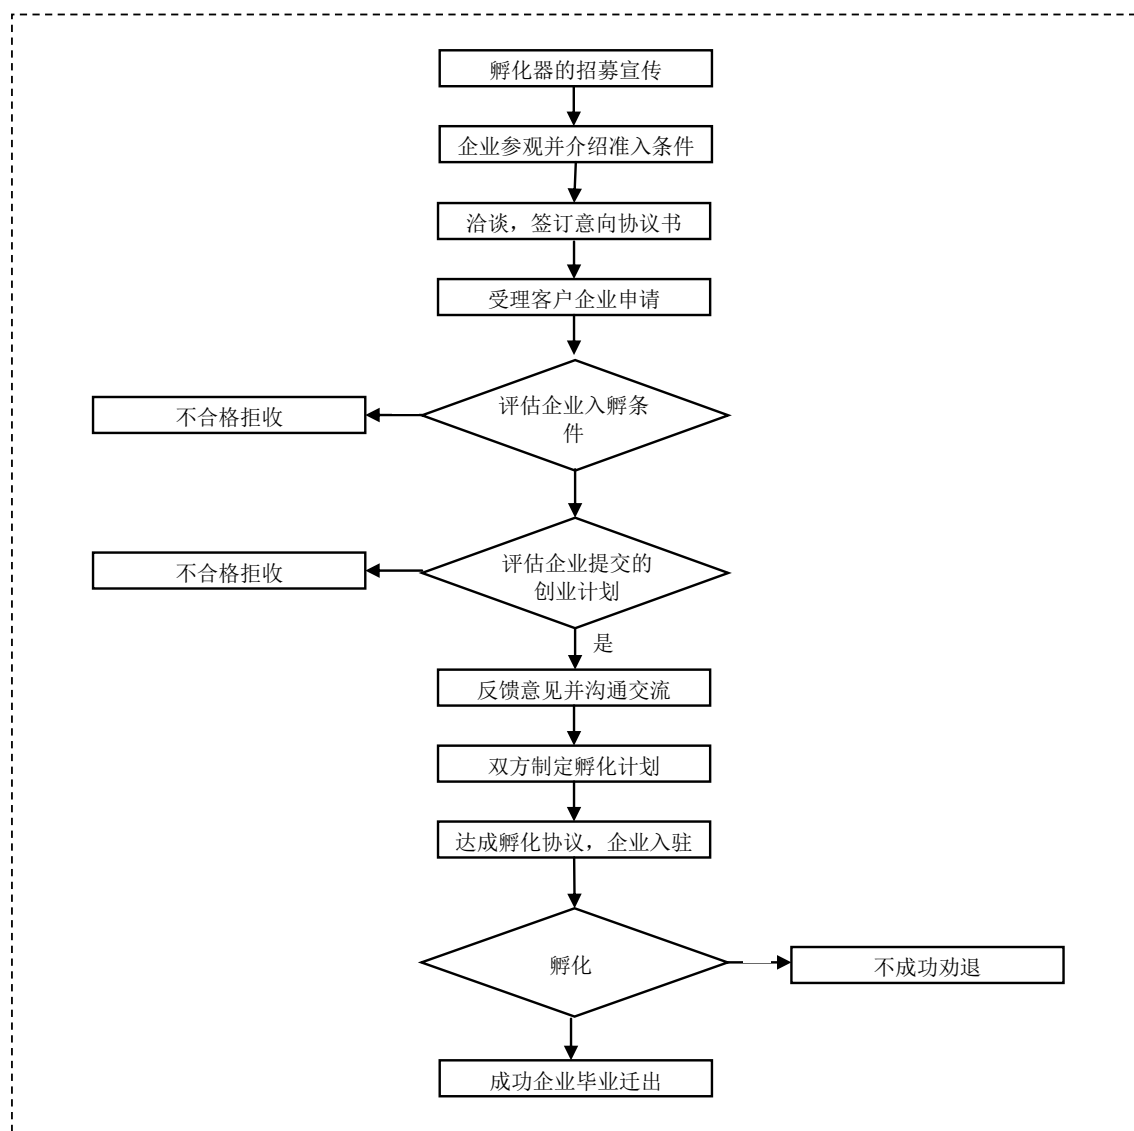 孵化器的招募宣传
企业参观并介绍准入条件
洽谈，签订意向协议书
受理客户企业申请
评估企业入孵条
件
不合格拒收
评估企业提交的
创业计划
不合格拒收
是
反馈意见并沟通交流
双方制定孵化计划
达成孵化协议，企业入驻
孵化
不成功劝退
成功企业毕业迁出